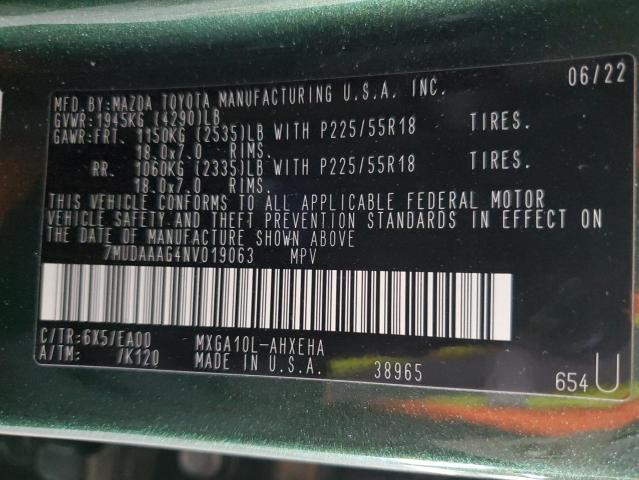 MFD.BY:MAZDA TOYOTA MANUFACTURING U.S.A. INC. 06/22
GVWR:1945KG (4290)LB
GAWR:FRT. 1150KG (2535)LB WITH P225/55R18 TIRES.
18.0x7.0 RIMS.
RR. 1060KG (2335)LB WITH P225/55R18 TIRES.
18.0x7.0 RIMS.
THIS VEHICLE CONFORMS TO ALL APPLICABLE FEDERAL MOTOR
VEHICLE SAFETY AND THEFT PREVENTION STANDARDS IN EFFECT ON
THE DATE OF MANUFACTURE SHOWN ABOVE
7MUDAAAG4NV019063 MPV
C/TR:6X5/EA00 MXGA10L-AHXEHA
A/TM: /K120 MADE IN U.S.A. 38965 654 U